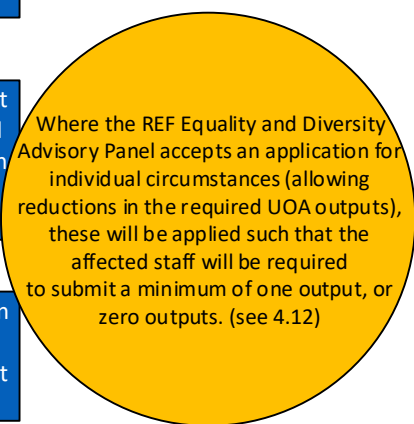 Where the REF Equality and Diversity
Advisory Panel accepts an application for
individual circumstances (allowing
reductions in the required UOA outputs),
these will be applied such that the
affected staff will be required
to submit a minimum of one output, or
zero outputs. (see 4.12)